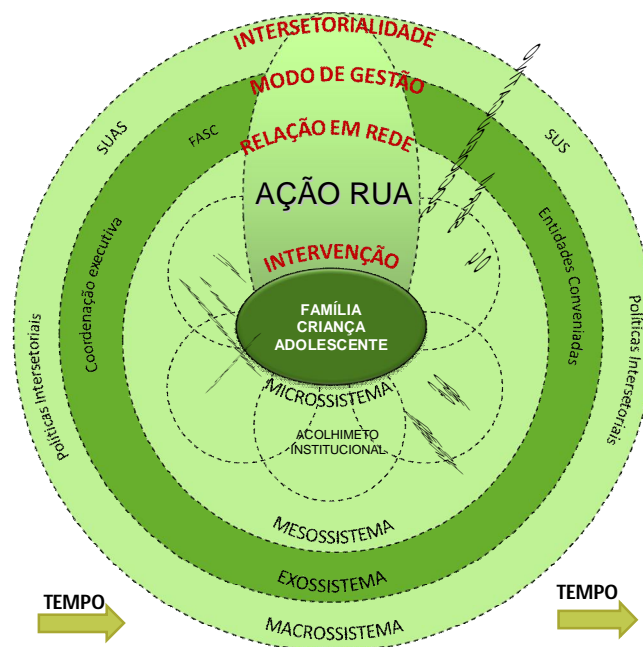 INTERSETORIALIDADE
MODO DE GESTÃO
SUAS
FASC
RELAÇÃO EM REDE
SUS
AÇÃO RUA
INTERVENÇÃO
Coordenação executiva
Entidades Conveniadas
Políticas Intersetoriais
Políticas Intersetoriais
FAMÍLIA
CRIANÇA
ADOLESCENTE
MICROSSISTEMA
ACOLHIMETO
INSTITUCIONAL
MESOSSISTEMA
EXOSSISTEMA
MACROSSISTEMA
TEMPO
TEMPO